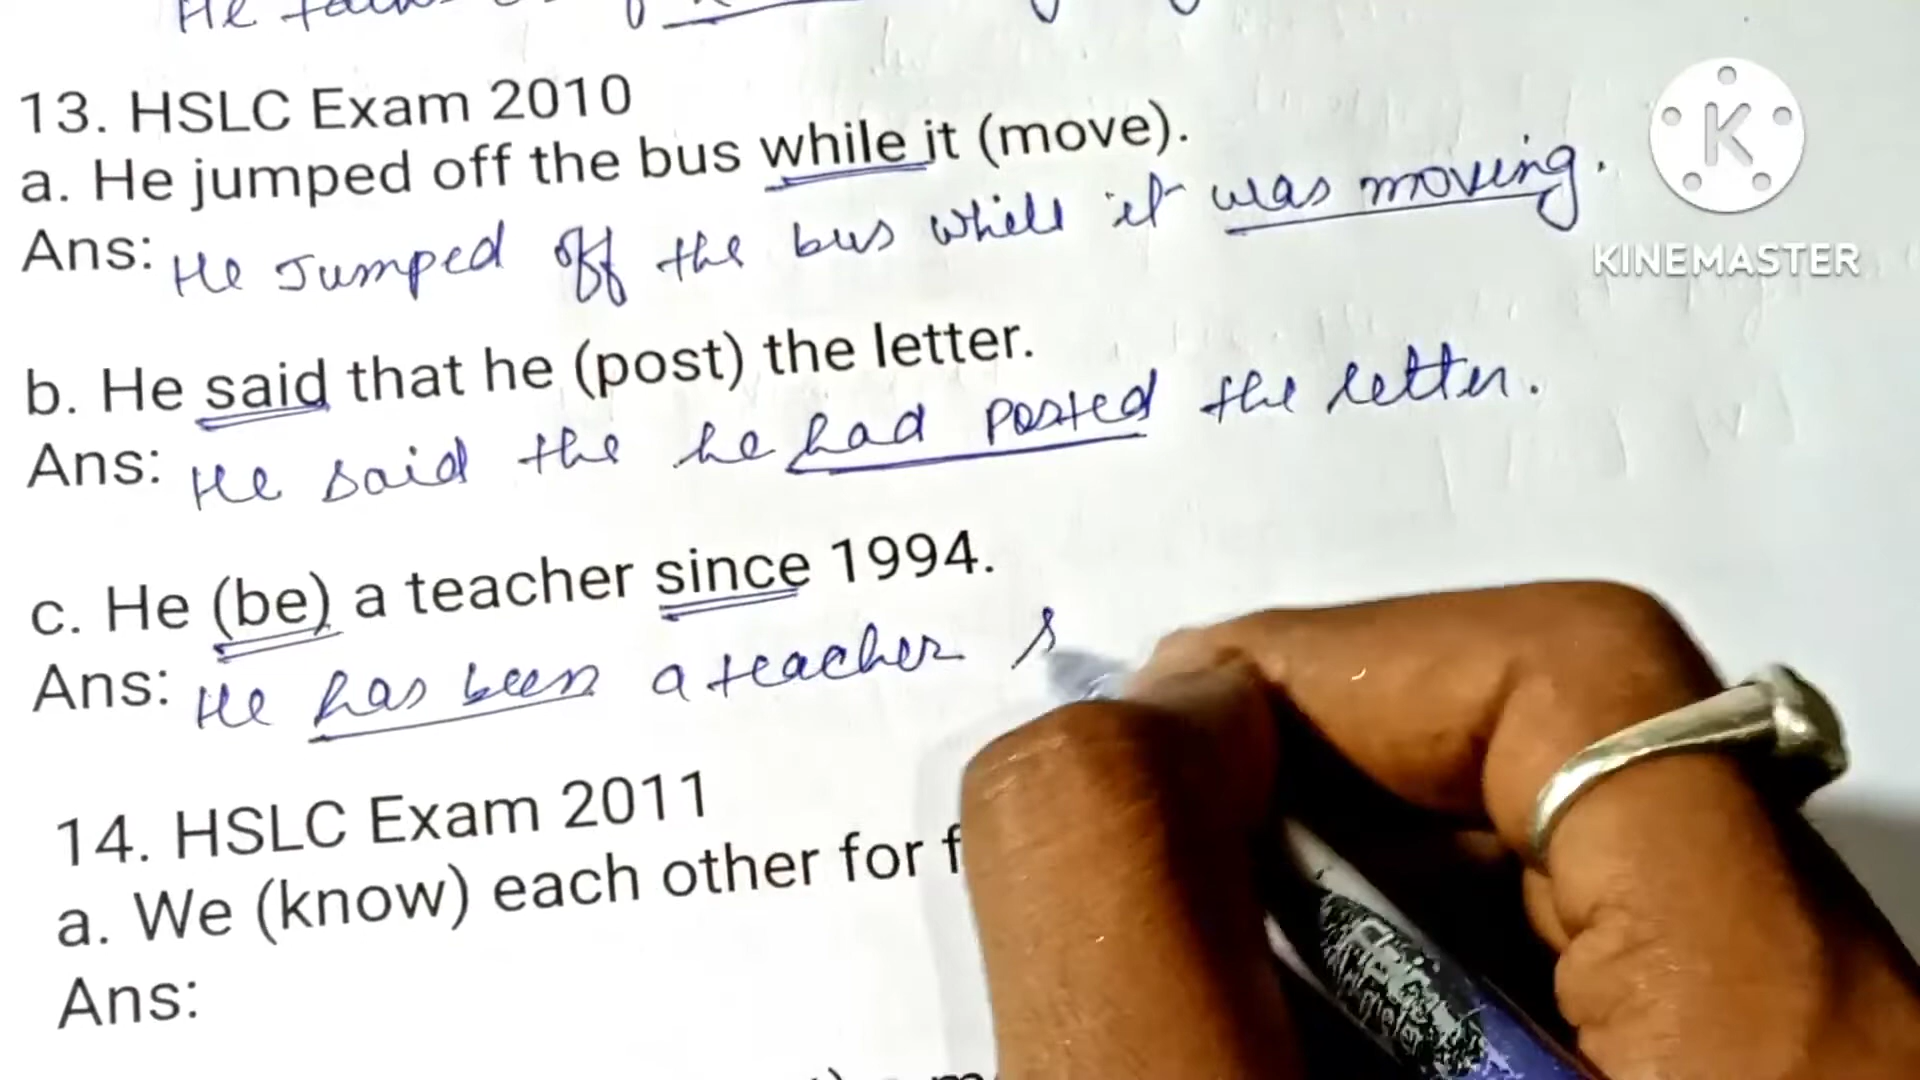 He
13. HSLC Exam 2010
a. He jumped off the bus while it (move).
Ans: He Jumped off the bus while it was moving.
K
KINEMASTER
b. He said that he (post) the letter.
Ans: He said the he had posted the letter.
c. He (be) a teacher since 1994.
Ans: He has been a teacher s
14. HSLC Exam 2011
a. We (know) each other for f
Ans: